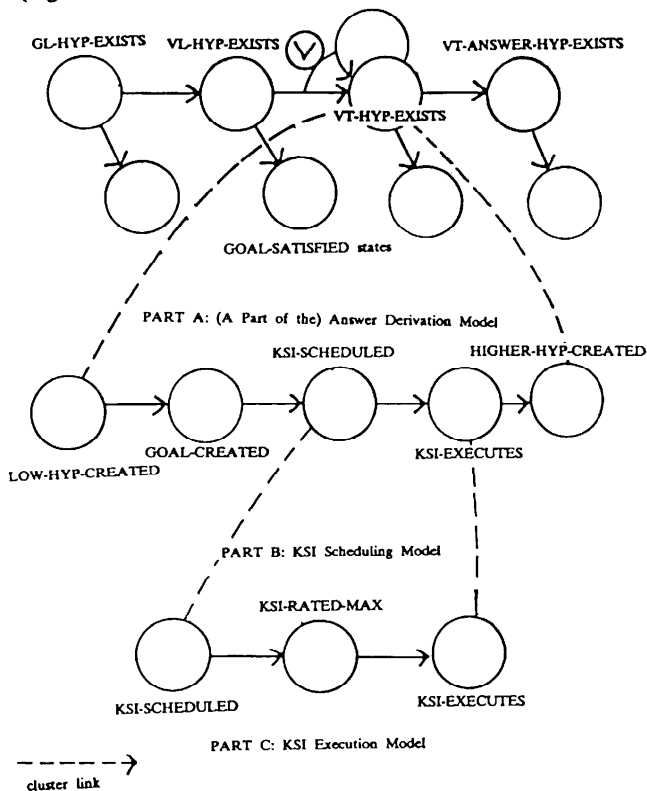 GL-HYP-EXISTS
VL-HYP-EXISTS
V
VT-ANSWER-HYP-EXISTS
VT-HYP-EXISTS
GOAL-SATISFIED states
PART A: (A Part of the) Answer Derivation Model
KSI-SCHEDULED
HIGHER-HYP-CREATED
LOW-HYP-CREATED
GOAL-CREATED
KSI-EXECUTES
PART B: KSI Scheduling Model
KSI-RATED-MAX
KSI-SCHEDULED
KSI-EXECUTES
PART C: KSI Execution Model
cluster link